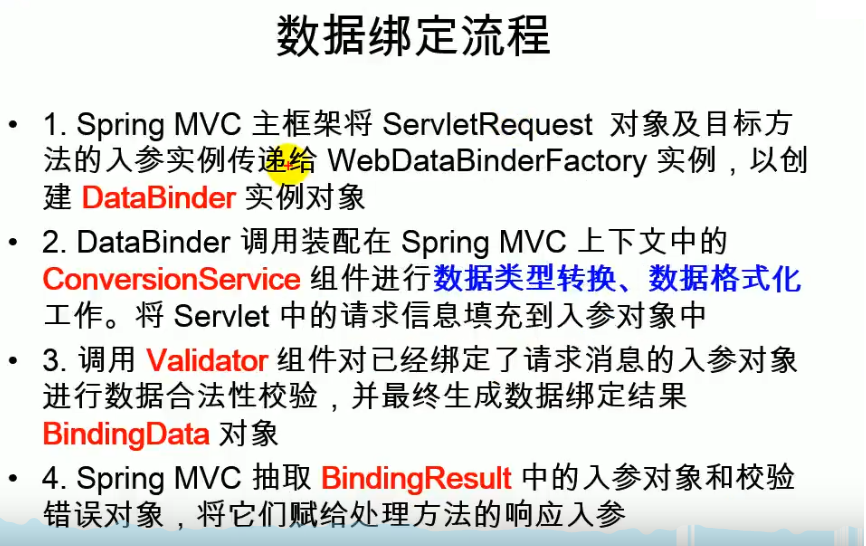 数据绑定流程
• 1. Spring MVC 主框架将 ServletRequest 对象及目标方
法的入参实例传递给 WebDataBinderFactory 实例，以创
建 DataBinder 实例对象
• 2. DataBinder 调用装配在 Spring MVC 上下文中的
ConversionService 组件进行数据类型转换、数据格式化
工作。将 Servlet 中的请求信息填充到入参对象中
• 3. 调用 Validator 组件对已经绑定了请求消息的入参对象
进行数据合法性校验，并最终生成数据绑定结果
BindingData 对象
• 4. Spring MVC 抽取 BindingResult 中的入参对象和校验
错误对象，将它们赋给处理方法的响应入参